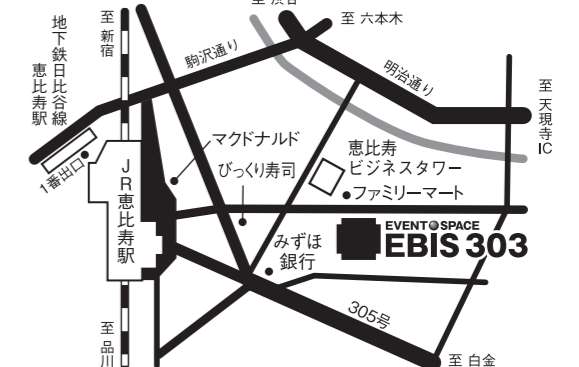 至 渋谷
至 六本木
至 新宿
地下鉄日比谷線
恵比寿駅
駒沢通り
明治通り
至 天現寺IC
1番出口
マクドナルド
びっくり寿司
恵比寿
ビジネスタワー
ファミリーマート
JR恵比寿駅
EVENT SPACE
EBIS 303
みずほ
銀行
305号
至 品川
至 白金